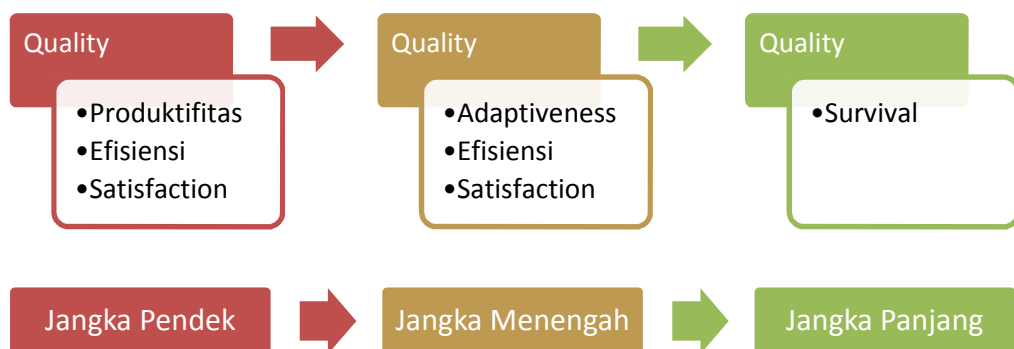 Quality
•Produktifitas
•Efisiensi
•Satisfaction
Quality
•Adaptiveness
•Efisiensi
•Satisfaction
Quality
•Survival
Jangka Pendek
Jangka Menengah
Jangka Panjang